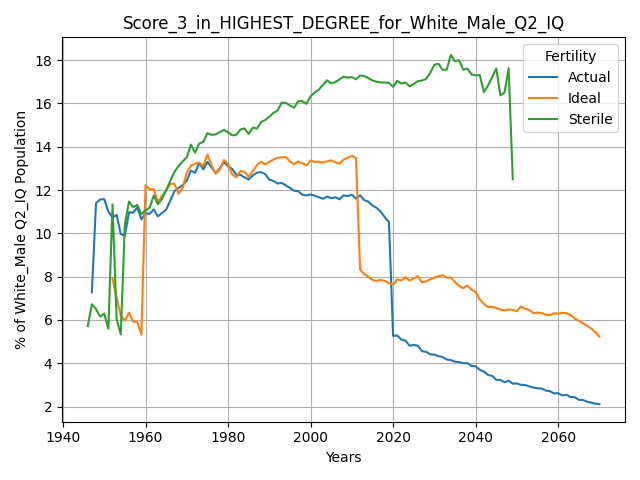 Score_3_in_HIGHEST_DEGREE_for_White_Male_Q2_IQ
% of White_Male Q2_IQ Population
18
16
14
12
10
8
6
4
2
Fertility
Actual
Ideal
Sterile
1940
1960
1980
2000
2020
2040
2060
Years